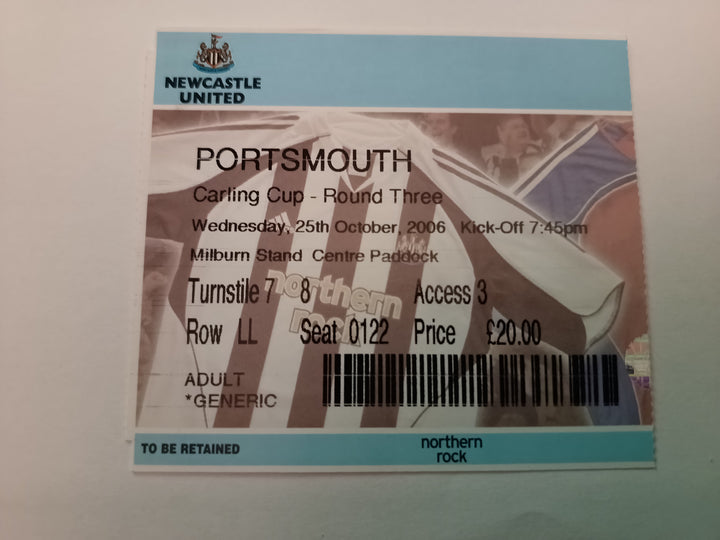 NEWCASTLE
UNITED
PORTSMOUTH
Carling Cup - Round Three
Wednesday, 25th October, 2006 Kick-Off 7:45pm
Milburn Stand Centre Paddock
northern
rock
Turnstile 7 8 Access 3
Row LL Seat 0122 Price £20.00
ADULT
*GENERIC
TO BE RETAINED
northern
rock